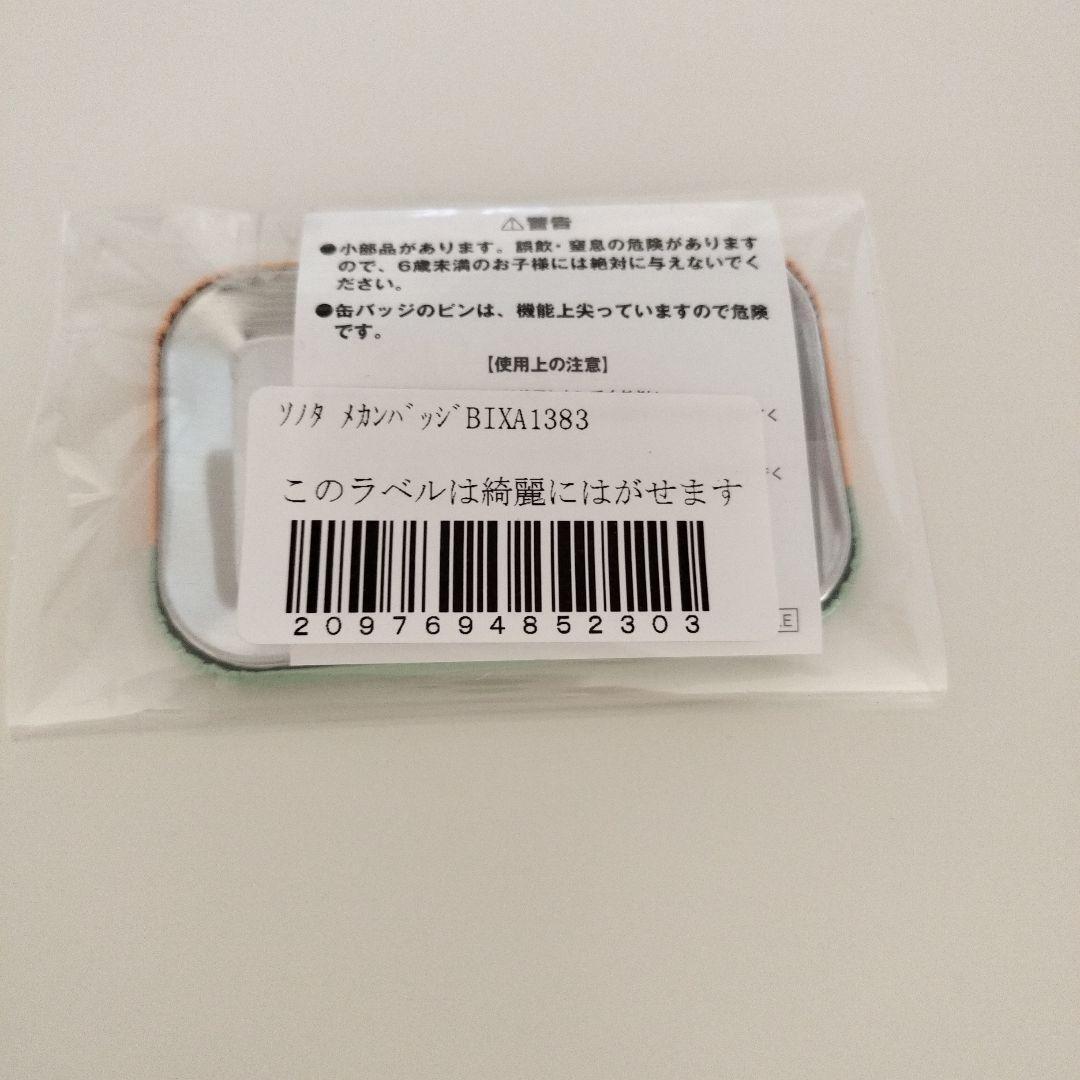 ⚠警告
●小部品があります。誤飲・窒息の危険があります
ので、6歳未満のお子様には絶対に与えないでく
ださい。
●缶バッジのピンは、機能上尖っていますので危険
です。
【使用上の注意】
く
ソノタ メカンバッジBIXA1383
く
このラベルは綺麗にはがせます
2097694852303